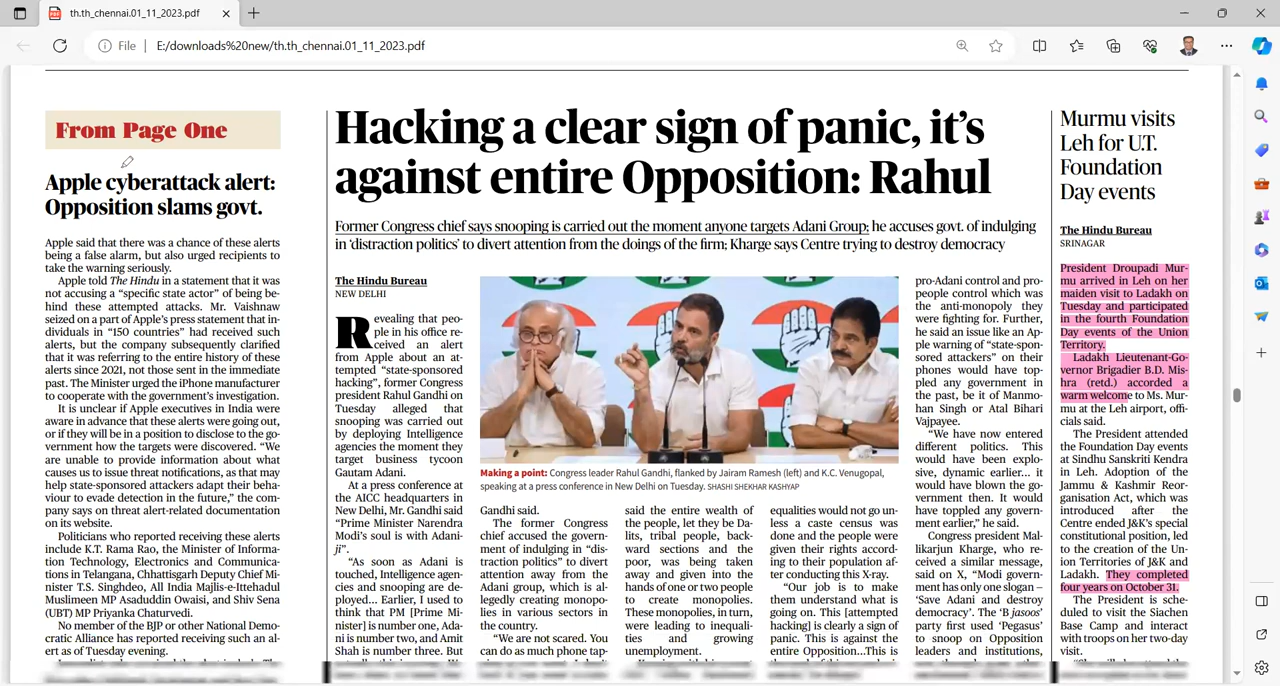 th.th_chennai.01_11_2023.pdf
File
E:/downloads%20new/th.th_chennai.01_11_2023.pdf
From Page One
Apple cyberattack alert:
Opposition slams govt.
Apple said that there was a chance of these alerts
being a false alarm, but also urged recipients to
take the warning seriously.
Apple told The Hindu in a statement that it was
not accusing a “specific state actor” of being be-
hind these attempted attacks. Mr. Vaishnaw
seized on a part of Apple’s press statement that in-
dividuals in “150 countries” had received such
alerts, but the company subsequently clarified
that it was referring to the entire history of these
alerts since 2021, not those sent in the immediate
past. The Minister urged the iPhone manufacturer
to cooperate with the government’s investigation.
It is unclear if Apple executives in India were
aware in advance that these alerts were going out,
or if they will be in a position to disclose to the go-
vernment how the targets were discovered. “We
are unable to provide information about what
causes us to issue threat notifications, as that may
help state-sponsored attackers adapt their beha-
viour to evade detection in the future,” the com-
pany says on threat alert-related documentation
on its website.
Politicians who reported receiving these alerts
include K.T. Rama Rao, the Minister of Informa-
tion Technology, Electronics and Communica-
tions in Telangana, Chhattisgarh Deputy Chief Mi-
nister T.S. Singhdeo, All India Majlis-e-Ittehadul
Muslimeen MP Asaduddin Owaisi, and Shiv Sena
(UBT) MP Priyanka Chaturvedi.
No member of the BJP or other National Demo-
cratic Alliance has reported receiving such an al-
ert as of Tuesday evening.
Hacking a clear sign of panic, it’s
against entire Opposition: Rahul
Former Congress chief says snooping is carried out the moment anyone targets Adani Group; he accuses govt. of indulging
in ‘distraction politics’ to divert attention from the doings of the firm; Kharge says Centre trying to destroy democracy
The Hindu Bureau
NEW DELHI
Revealing that peo-
ple in his office re-
ceived an alert
from Apple about an at-
tempted “state-sponsored
hacking”, former Congress
president Rahul Gandhi on
Tuesday alleged that
snooping was carried out
by deploying Intelligence
agencies the moment they
target business tycoon
Gautam Adani.
At a press conference at
the AICC headquarters in
New Delhi, Mr. Gandhi said
“Prime Minister Narendra
Modi’s soul is with Adani-
ji”.
“As soon as Adani is
touched, Intelligence agen-
cies and snooping are de-
ployed... Earlier, I used to
think that PM [Prime Mi-
nister] is number one, Ada-
ni is number two, and Amit
Shah is number three. But
Making a point: Congress leader Rahul Gandhi, flanked by Jairam Ramesh (left) and K.C. Venugopal,
speaking at a press conference in New Delhi on Tuesday. SHASHI SHEKHAR KASHYAP
Gandhi said.
The former Congress
chief accused the govern-
ment of indulging in “dis-
traction politics” to divert
attention away from the
Adani group, which is al-
legedly creating monopo-
lies in various sectors in
the country.
“We are not scared. You
can do as much phone tap-
said the entire wealth of
the people, let they be Da-
lits, tribal people, back-
ward sections and the
poor, was being taken
away and given into the
hands of one or two people
to create monopolies.
These monopolies, in turn,
were leading to inequali-
ties and growing
unemployment.
equalities would not go un-
less a caste census was
done and the people were
given their rights accord-
ing to their population af-
ter conducting this X-ray.
“Our job is to make
them understand what is
going on. This [attempted
hacking] is clearly a sign of
panic. This is against the
entire Opposition...This is
pro-Adani control and pro-
people control which was
the anti-monopoly they
were fighting for. Further,
he said an issue like an Ap-
ple warning of “state-spon-
sored attackers” on their
phones would have top-
pled any government in
the past, be it of Manmo-
han Singh or Atal Bihari
Vajpayee.
“We have now entered
different politics. This
would have been explo-
sive, dynamic earlier... it
would have blown the go-
vernment then. It would
have toppled any govern-
ment earlier,” he said.
Congress president Mal-
likarjun Kharge, who re-
ceived a similar message,
said on X, “Modi govern-
ment has only one slogan –
‘Save Adani and destroy
democracy’. The ‘B jasoos’
party first used ‘Pegasus’
to snoop on Opposition
leaders and institutions,
Murmu visits
Leh for U.T.
Foundation
Day events
The Hindu Bureau
SRINAGAR
President Droupadi Mur-
mu arrived in Leh on her
maiden visit to Ladakh on
Tuesday and participated
in the fourth Foundation
Day events of the Union
Territory.
Ladakh Lieutenant-Go-
vernor Brigadier B.D. Mis-
hra (retd.) accorded a
warm welcome to Ms. Mur-
mu at the Leh airport, offi-
cials said.
The President attended
the Foundation Day events
at Sindhu Sanskriti Kendra
in Leh. Adoption of the
Jammu & Kashmir Reor-
ganisation Act, which was
introduced after the
Centre ended J&K’s special
constitutional position, led
to the creation of the Un-
ion Territories of J&K and
Ladakh. They completed
four years on October 31.
The President is sche-
duled to visit the Siachen
Base Camp and interact
with troops on her two-day
visit.